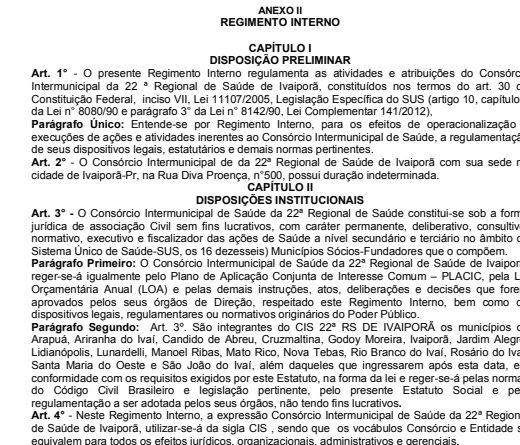 ANEXO II
REGIMENTO INTERNO
CAPÍTULO I
DISPOSIÇÃO PRELIMINAR
Art. 1° - O presente Regimento Interno regulamenta as atividades e atribuições do Consórc
Intermunicipal da 22 ª Regional de Saúde de Ivaiporã, constituídos nos termos do art. 30 d
Constituição Federal, inciso VII, Lei 11107/2005, Legislação Específica do SUS (artigo 10, capítulo
da Lei n° 8080/90 e parágrafo 3° da Lei n° 8142/90, Lei Complementar 141/2012),
Parágrafo Único: Entende-se por Regimento Interno, para os efeitos de operacionalização
execuções de ações e atividades inerentes ao Consórcio Intermunicipal de Saúde, a regulamentaçã
de seus dispositivos legais, estatutários e demais normas pertinentes.
Art. 2° - O Consórcio Intermunicipal de da 22ª Regional de Saúde de Ivaiporã com sua sede n
cidade de Ivaiporã-Pr, na Rua Diva Proença, n°500, possui duração indeterminada.
CAPÍTULO II
DISPOSIÇÕES INSTITUCIONAIS
Art. 3° - O Consórcio Intermunicipal de Saúde da 22ª Regional de Saúde constitui-se sob a form
jurídica de associação Civil sem fins lucrativos, com caráter permanente, deliberativo, consultiv
normativo, executivo e fiscalizador das ações de Saúde a nível secundário e terciário no âmbito d
Sistema Único de Saúde-SUS, os 16 dezesseis) Municípios Sócios-Fundadores que o compõem.
Parágrafo Primeiro: O Consórcio Intermunicipal de Saúde da 22ª Regional de Saúde de Ivaipor
reger-se-á igualmente pelo Plano de Aplicação Conjunta de Interesse Comum – PLACIC, pela L
Orçamentária Anual (LOA) e pelas demais instruções, atos, deliberações e decisões que fore
aprovados pelos seus órgãos de Direção, respeitado este Regimento Interno, bem como o
dispositivos legais, regulamentares ou normativos originários do Poder Público.
Parágrafo Segundo: Art. 3º. São integrantes do CIS 22ª RS DE IVAIPORÃ os municípios d
Arapuá, Ariranha do Ivaí, Candido de Abreu, Cruzmaltina, Godoy Moreira, Ivaiporã, Jardim Alegr
Lidianópolis, Lunardelli, Manoel Ribas, Mato Rico, Nova Tebas, Rio Branco do Ivaí, Rosário do Iva
Santa Maria do Oeste e São João do Ivaí, além daqueles que ingressarem após esta data, e
conformidade com os requisitos exigidos por este Estatuto, na forma da lei e reger-se-á pelas norma
do Código Civil Brasileiro e legislação pertinente, pelo presente Estatuto Social e pe
regulamentação a ser adotada pelos seus órgãos, não tendo fins lucrativos.
Art. 4° - Neste Regimento Interno, a expressão Consórcio Intermunicipal de Saúde da 22ª Region
de Saúde de Ivaiporã, utilizar-se-á da sigla CIS , sendo que os vocábulos Consórcio e Entidade s
equivalem para todos os efeitos jurídicos, organizacionais, administrativos e gerenciais.